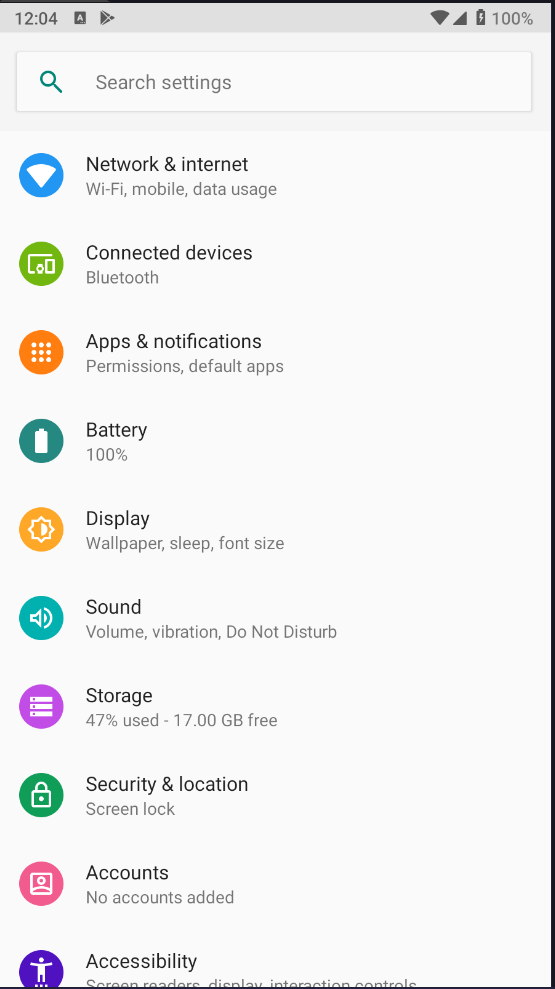 12:04
100%
Search settings
Network & internet
Wi-Fi, mobile, data usage
Connected devices
Bluetooth
Apps & notifications
Permissions, default apps
Battery
100%
Display
Wallpaper, sleep, font size
Sound
Volume, vibration, Do Not Disturb
Storage
47% used - 17.00 GB free
Security & location
Screen lock
Accounts
No accounts added
Accessibility
Screen readers, display, interaction controls